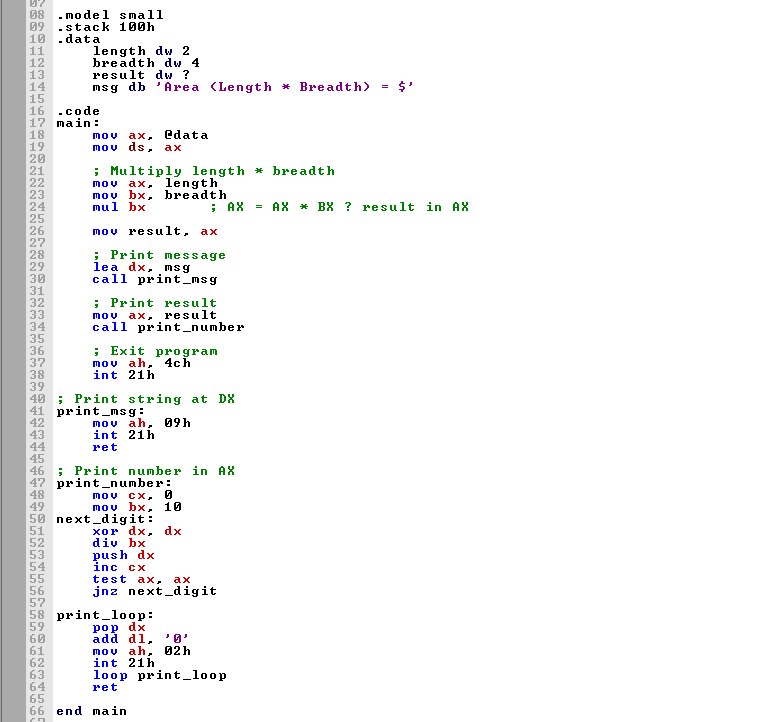 07
08 .model small
09 .stack 100h
10 .data
11     length dw 2
12     breadth dw 4
13     result dw ?
14     msg db 'Area (Length * Breadth) = $'
15
16 .code
17 main:
18     mov ax, @data
19     mov ds, ax
20
21     ; Multiply length * breadth
22     mov ax, length
23     mov bx, breadth
24     mul bx       ; AX = AX * BX ? result in AX
25
26     mov result, ax
27
28     ; Print message
29     lea dx, msg
30     call print_msg
31
32     ; Print result
33     mov ax, result
34     call print_number
35
36     ; Exit program
37     mov ah, 4ch
38     int 21h
39
40 ; Print string at DX
41 print_msg:
42     mov ah, 09h
43     int 21h
44     ret
45
46 ; Print number in AX
47 print_number:
48     mov cx, 0
49     mov bx, 10
50 next_digit:
51     xor dx, dx
52     div bx
53     push dx
54     inc cx
55     test ax, ax
56     jnz next_digit
57
58 print_loop:
59     pop dx
60     add dl, '0'
61     mov ah, 02h
62     int 21h
63     loop print_loop
64     ret
65
66 end main
67